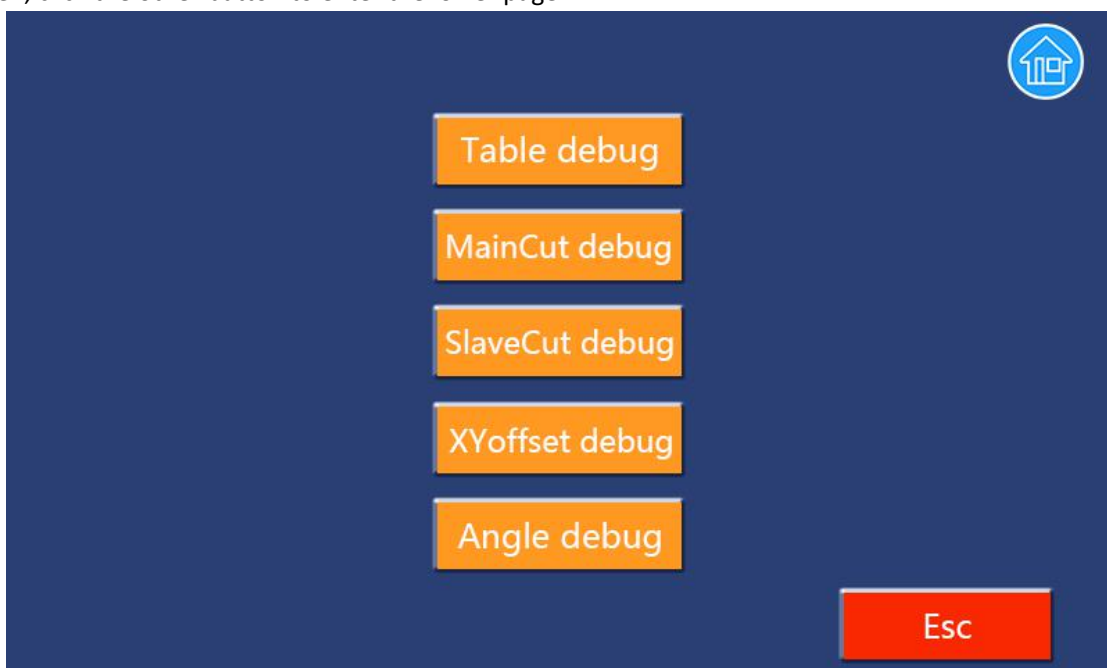 Table debug
MainCut debug
SlaveCut debug
XYoffset debug
Angle debug
Esc